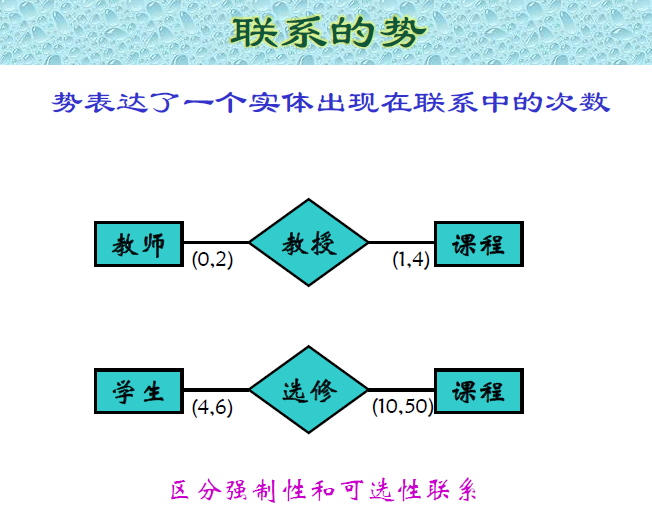 联系的势
势表达了一个实体出现在联系中的次数
教师
(0,2)
教授
(1,4)
课程
学生
(4,6)
选修
(10,50)
课程
区分强制性和可选性联系